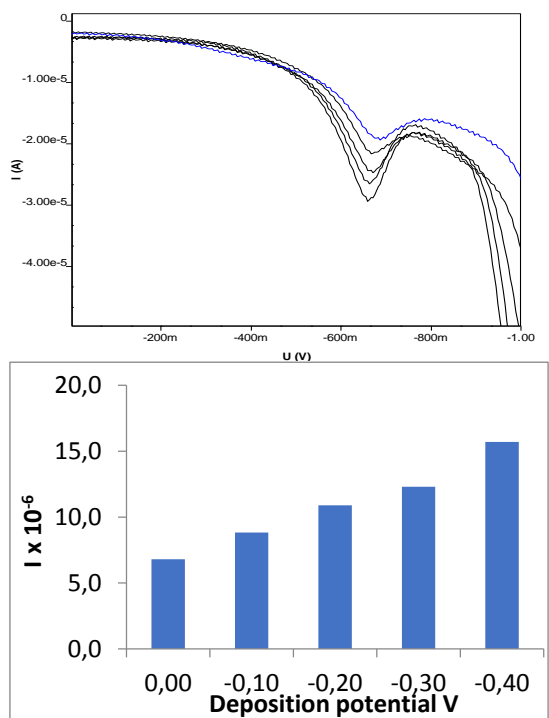 0
-1.00e-5
-2.00e-5
-3.00e-5
-4.00e-5
I (A)
-200m -400m -600m -800m -1.00
U (V)
20,0
15,0
10,0
5,0
0,0
I x 10-6
0,00 -0,10 -0,20 -0,30 -0,40
Deposition potential V